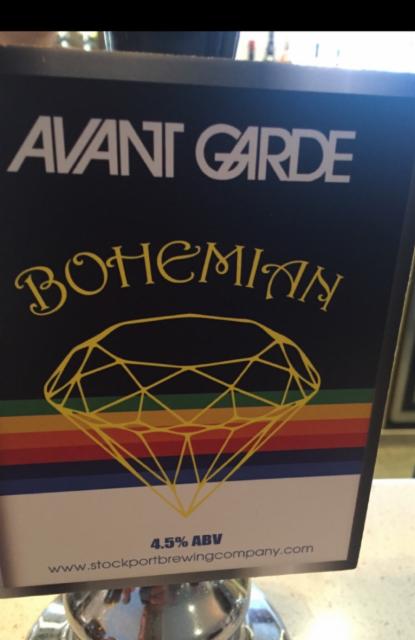 AVANT GARDE
BOHEMIAN
4.5% ABV
www.stockportbrewingcompany.com